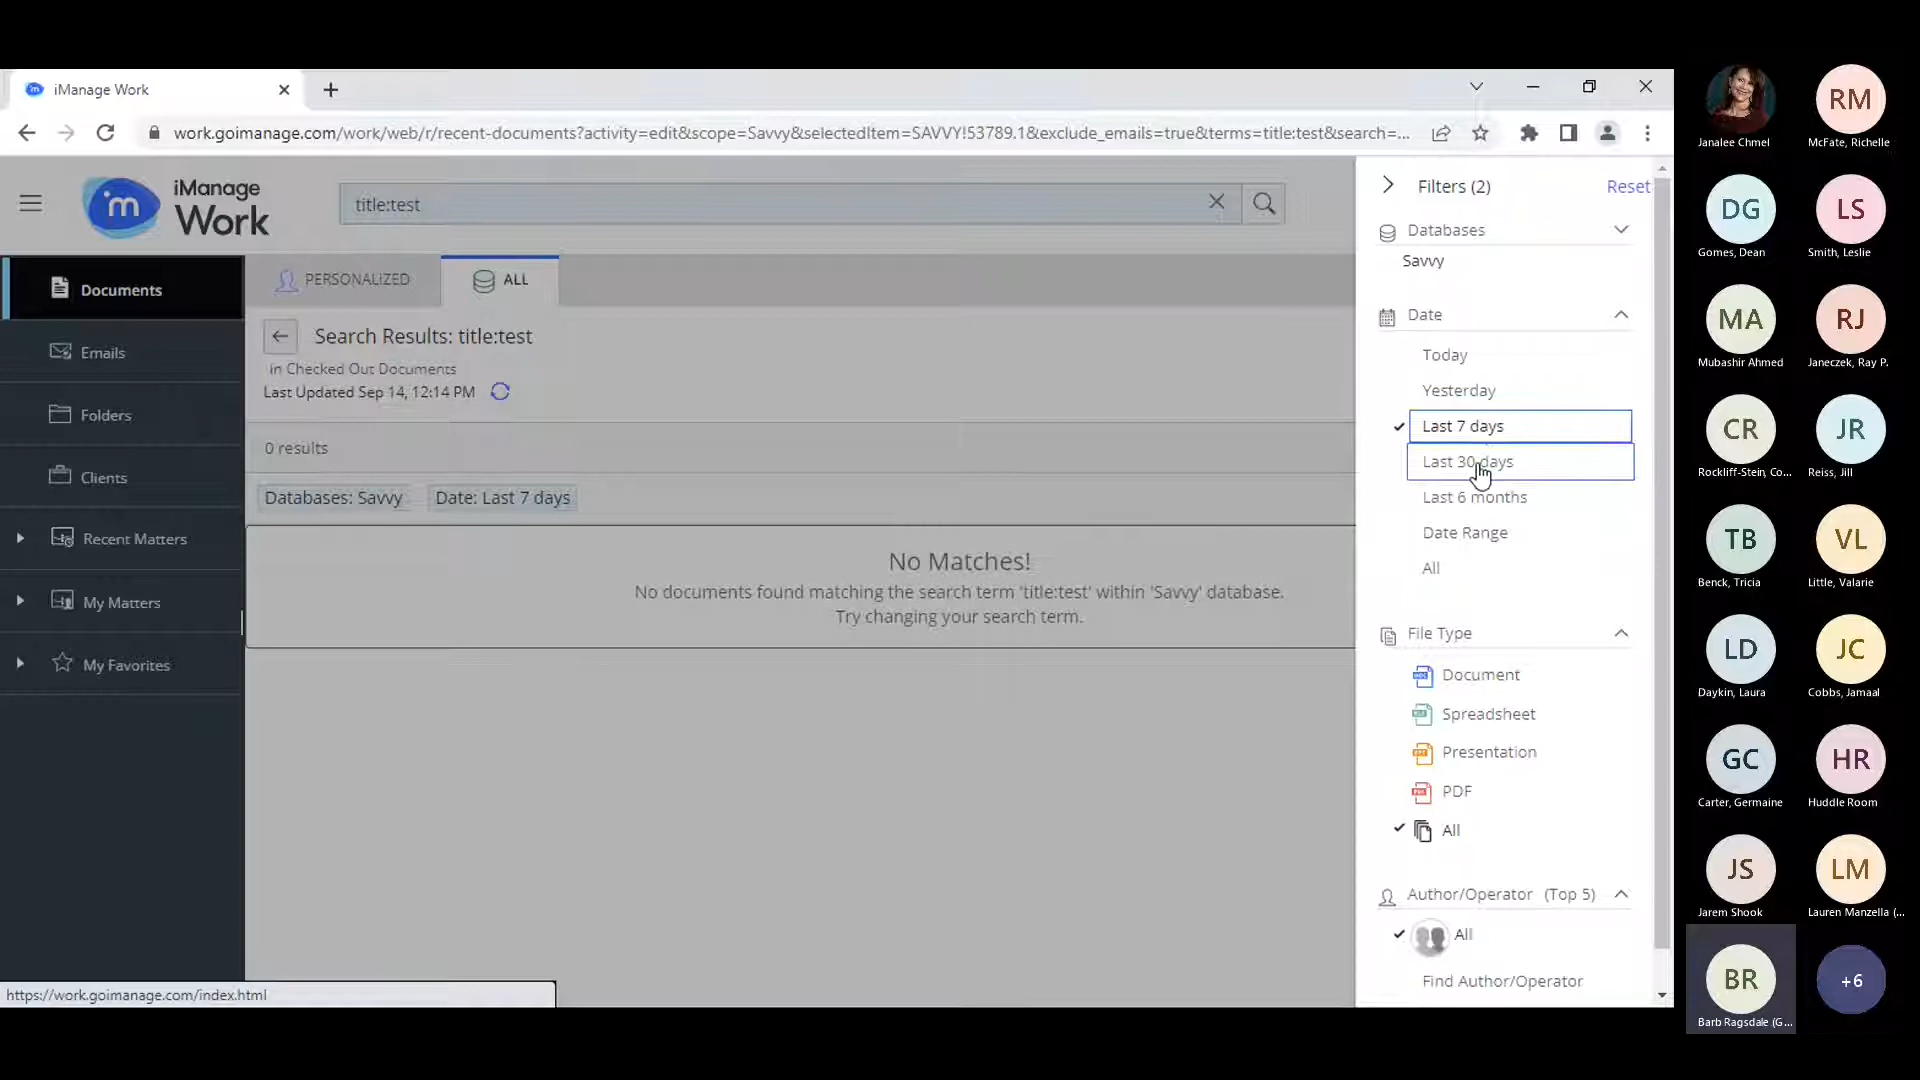 iManage Work
work.goimanage.com/work/web/r/recent-documents?activity=edit&scope=Savvy&selectedItem=SAVVY!53789.1&exclude_emails=true&terms=title:test&search=...
iManage
Work
title:test
Documents
Emails
Folders
Clients
Recent Matters
My Matters
My Favorites
PERSONALIZED
ALL
Search Results: title:test
in Checked Out Documents
Last Updated Sep 14, 12:14 PM
0 results
Databases: Savvy
Date: Last 7 days
No Matches!
No documents found matching the search term 'title:test' within 'Savvy' database.
Try changing your search term.
https://work.goimanage.com/index.html
Filters (2)
Reset
Databases
Savvy
Date
Today
Yesterday
Last 7 days
Last 30 days
Last 6 months
Date Range
All
File Type
Document
Spreadsheet
Presentation
PDF
All
Author/Operator (Top 5)
All
Find Author/Operator
Janalee Chmel
RM
McFate, Richelle
DG
Gomes, Dean
LS
Smith, Leslie
MA
Mubashir Ahmed
RJ
Janeczek, Ray P.
CR
Rockliff-Stein, Co...
JR
Reiss, Jill
TB
Benck, Tricia
VL
Little, Valarie
LD
Daykin, Laura
JC
Cobbs, Jamaal
GC
Carter, Germaine
HR
Huddle Room
JS
Jarem Shook
LM
Lauren Manzella (...
BR
Barb Ragsdale (G...
+6